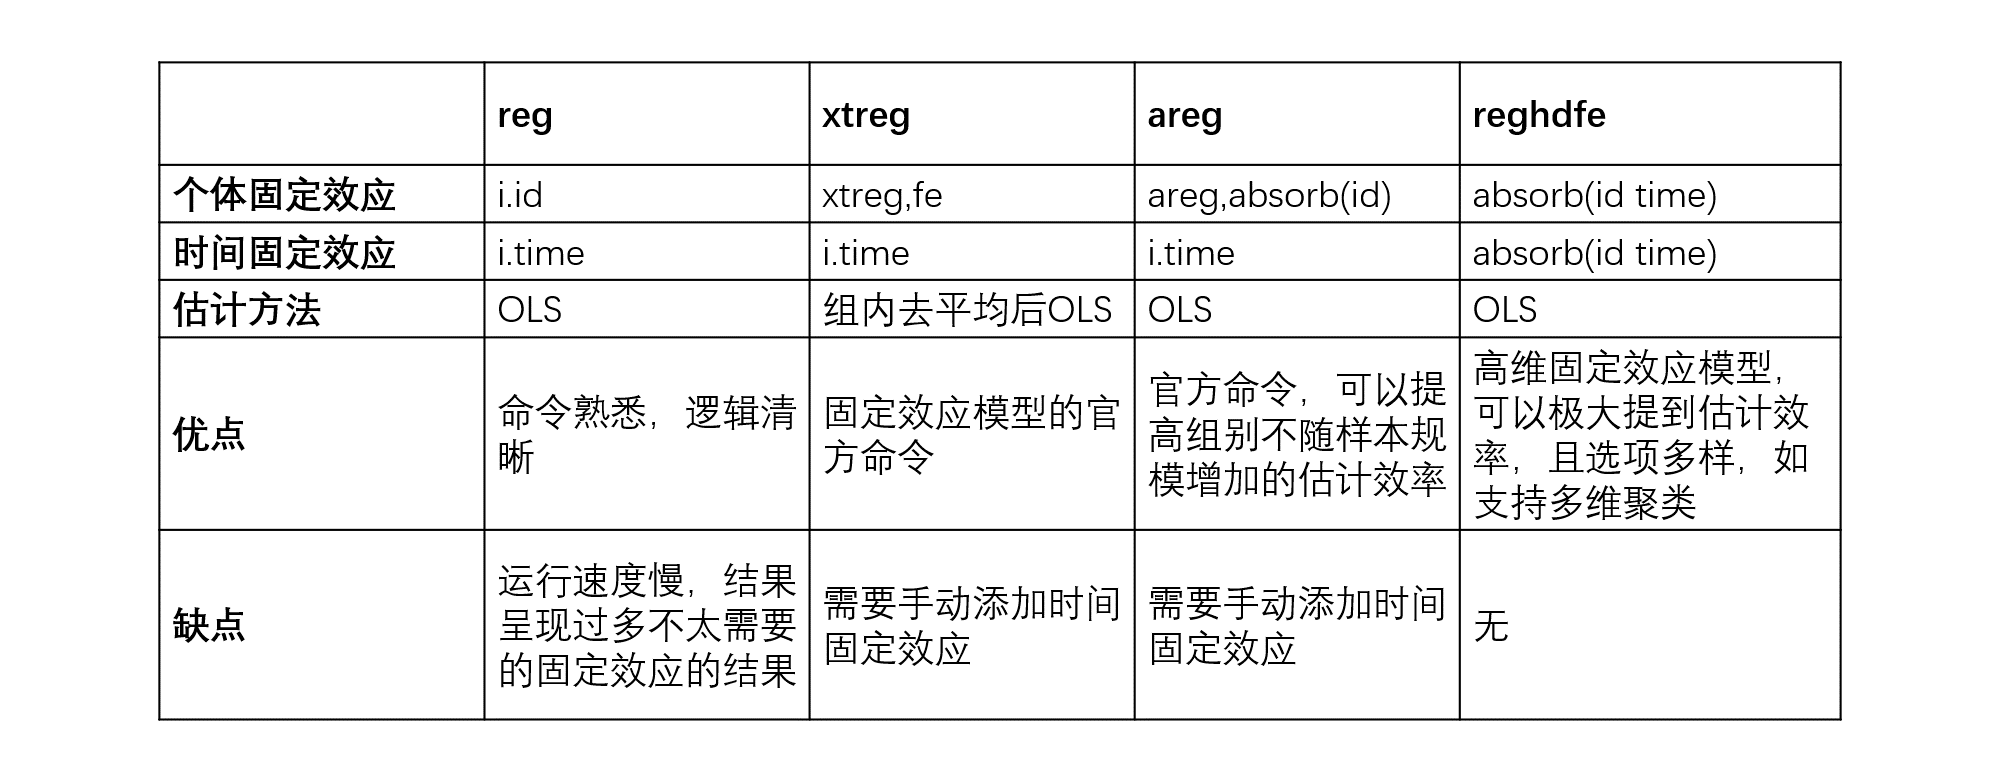 reg
xtreg
areg
reghdfe
个体固定效应
i.id
xtreg,fe
areg,absorb(id)
absorb(id time)
时间固定效应
i.time
i.time
i.time
absorb(id time)
估计方法
OLS
组内去平均后OLS
OLS
OLS
优点
命令熟悉，逻辑清
晰
固定效应模型的官
方命令
官方命令，可以提
高组别不随样本规
模增加的估计效率
高维固定效应模型，
可以极大提到估计效
率，且选项多样，如
支持多维聚类
缺点
运行速度慢，结果
呈现过多不太需要
的固定效应的结果
需要手动添加时间
固定效应
需要手动添加时间
固定效应
无